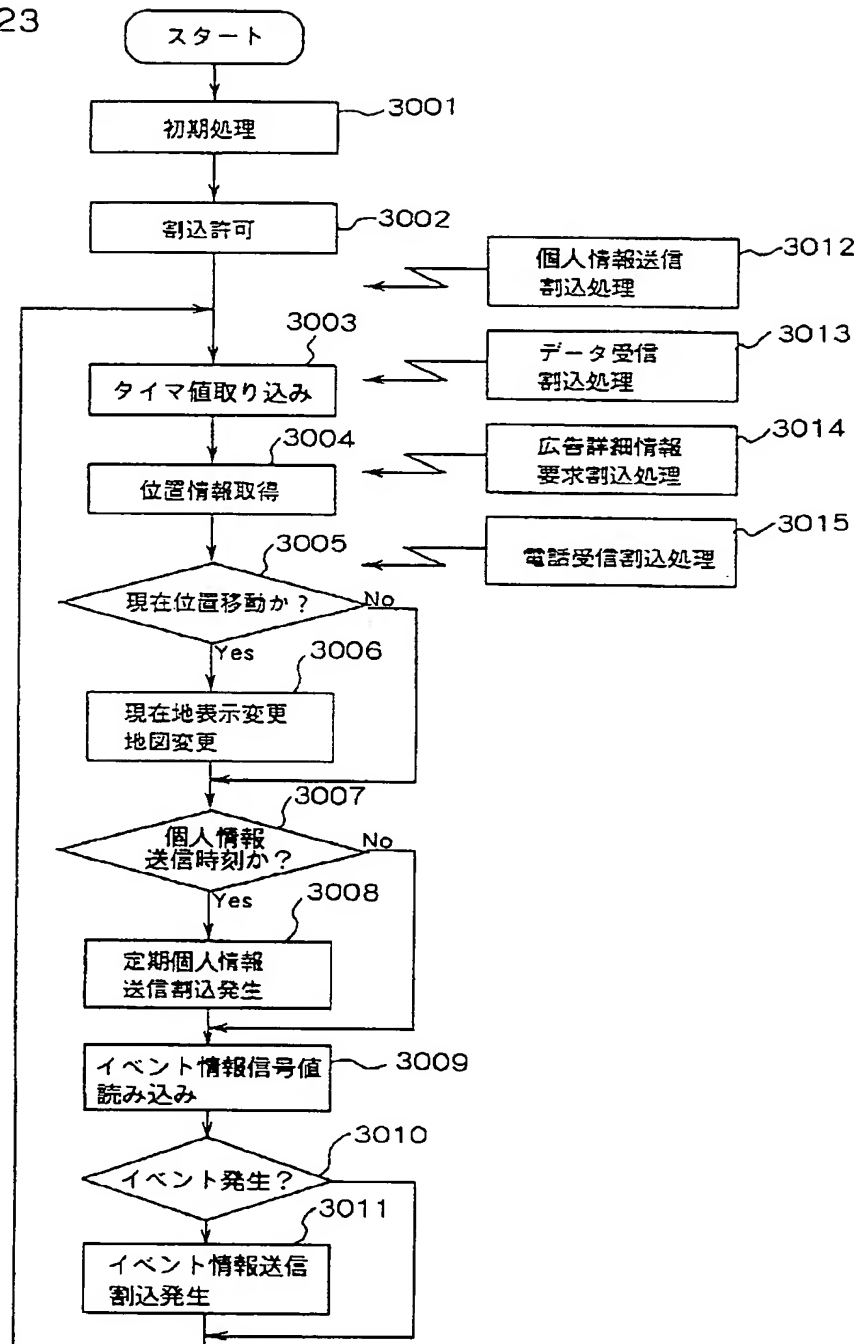 23
スタート
初期処理
3001
割込許可
3002
個人情報送信
割込処理
3012
3003
タイマ値取り込み
データ受信
割込処理
3013
3004
位置情報取得
広告詳細情報
要求割込処理
3014
3005
現在位置移動か?
No
Yes
電話受信割込処理
3015
3006
現在地表示変更
地図変更
3007
個人情報
送信時刻か?
No
Yes
3008
定期個人情報
送信割込発生
イベント情報信号値
読み込み
3009
3010
イベント発生?
3011
イベント情報送信
割込発生